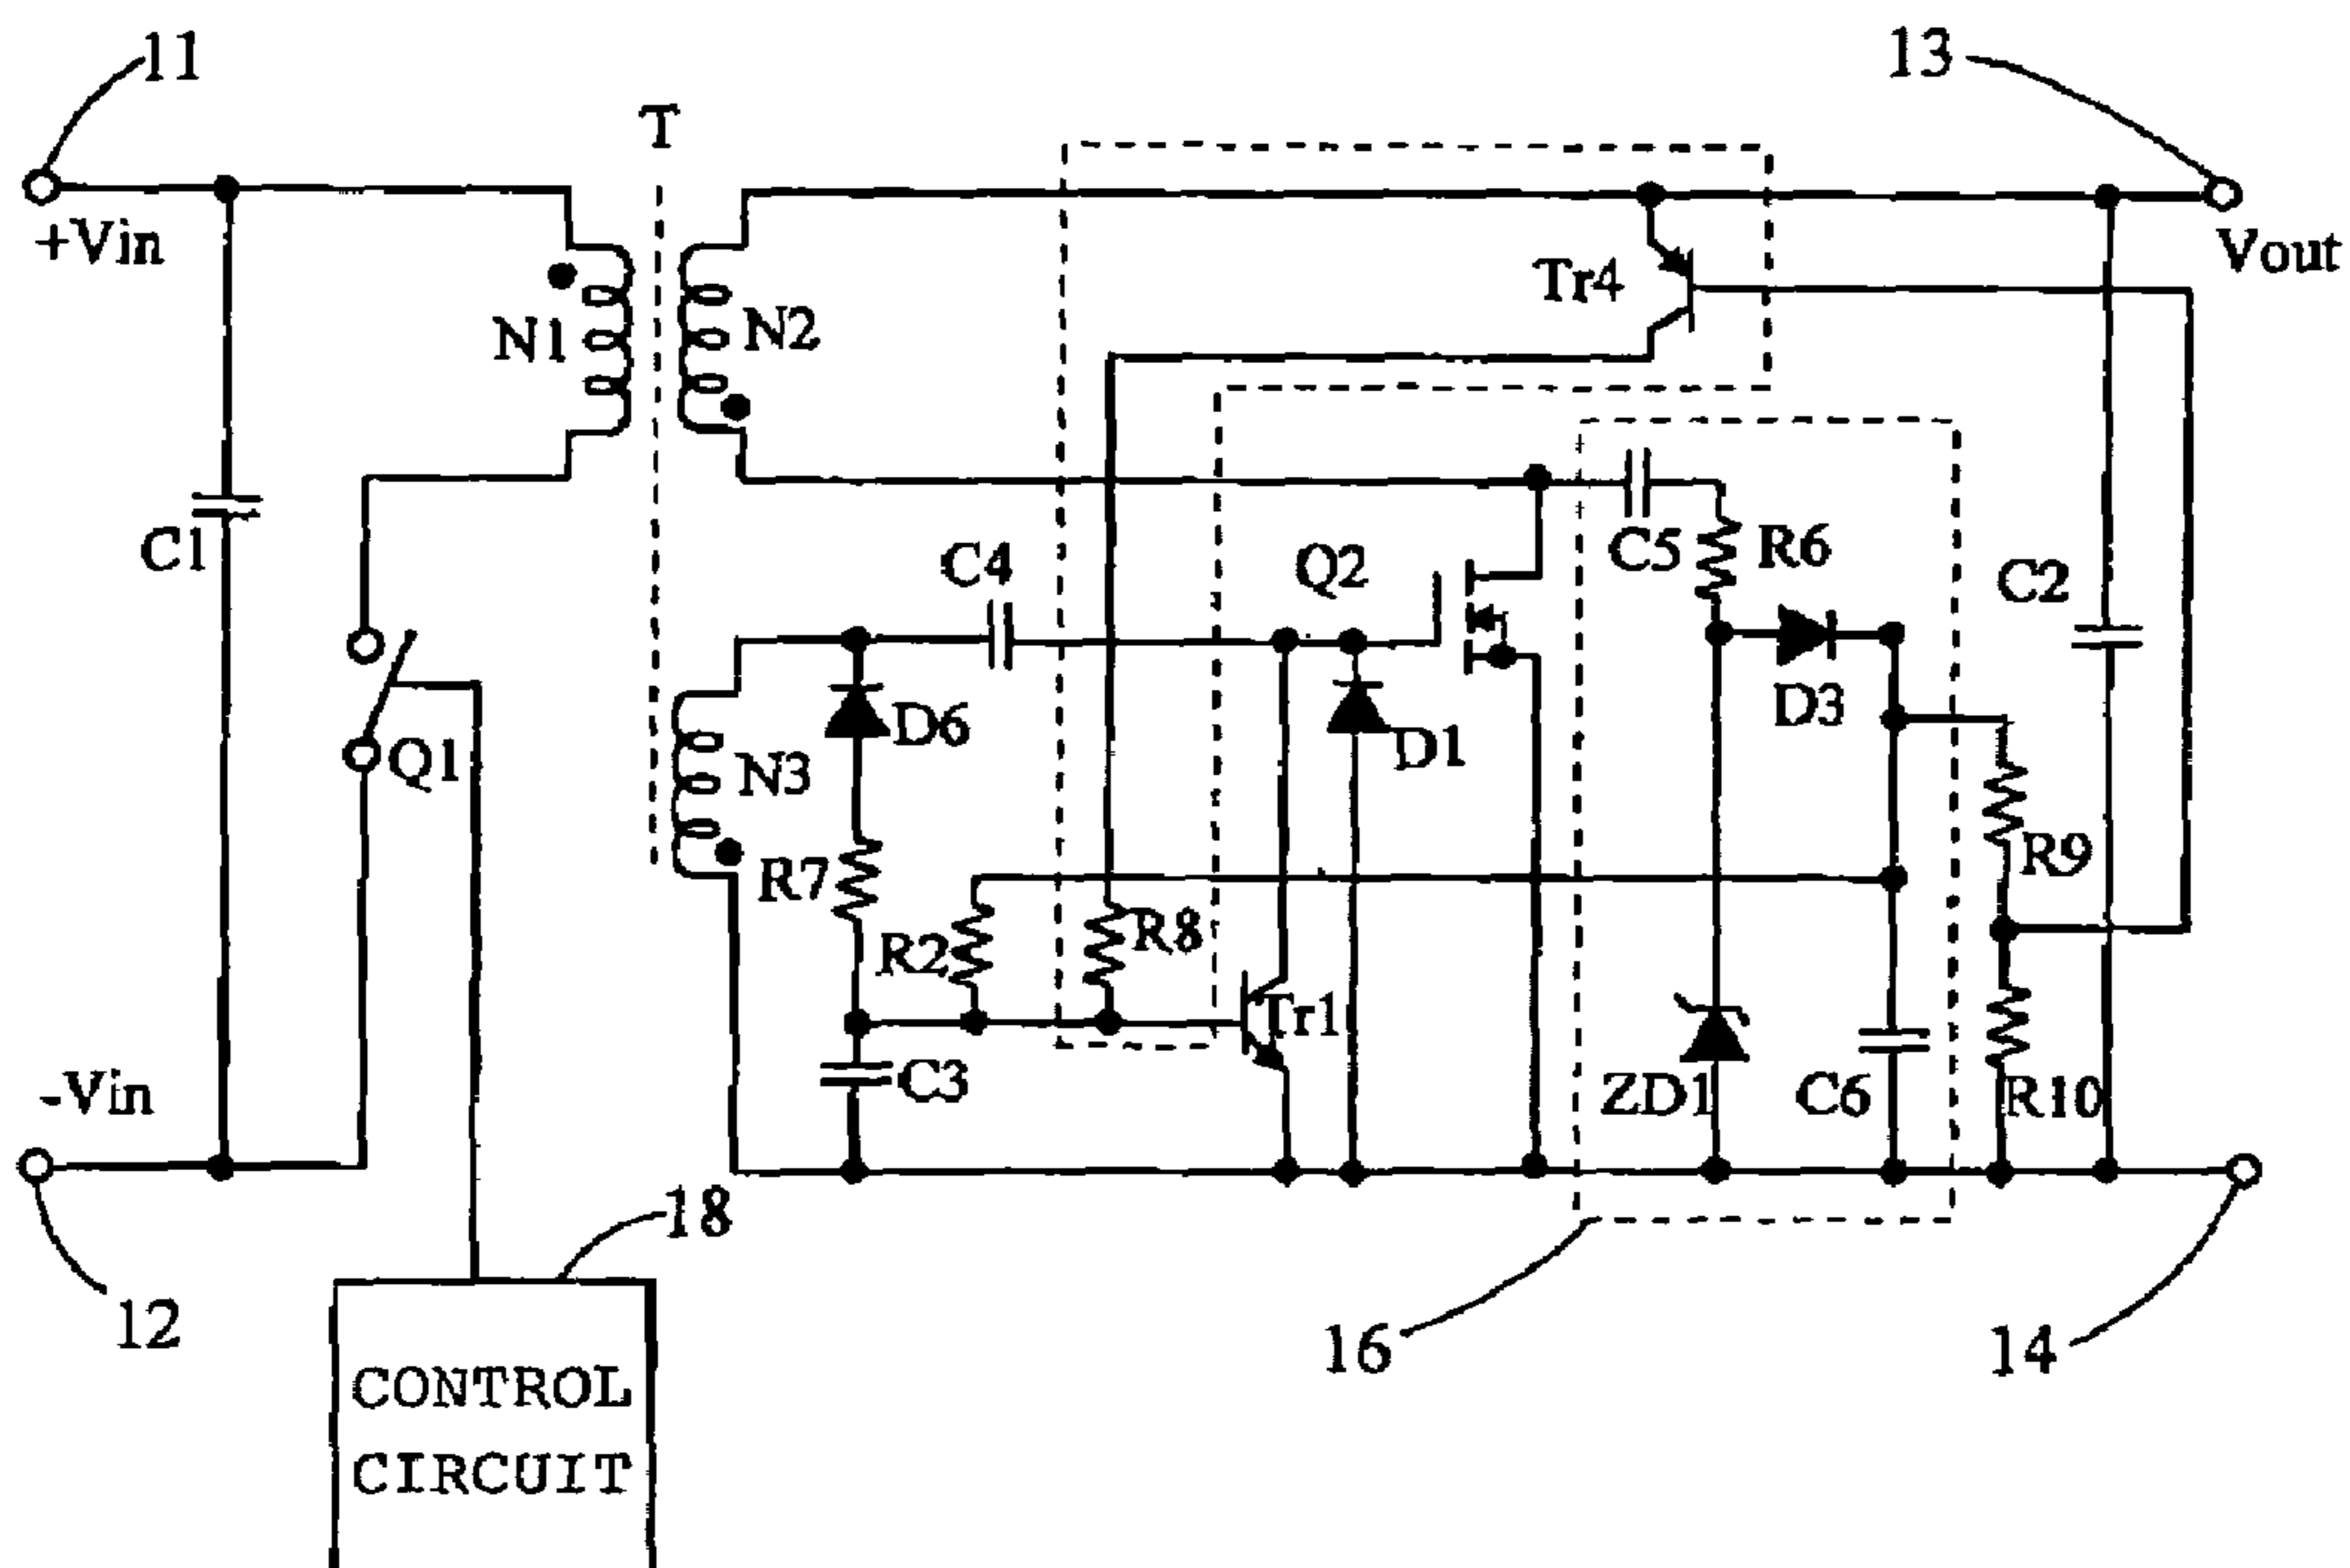 11
13
T
+Vin
Vout
Tr4
N1
N2
C1
C4
Q2
C5
R6
C2
D6
D1
D3
Q1
N3
R7
R9
R2
R8
Tr1
-Vin
C3
ZD1
C6
R10
18
12
16
14
CONTROL
CIRCUIT